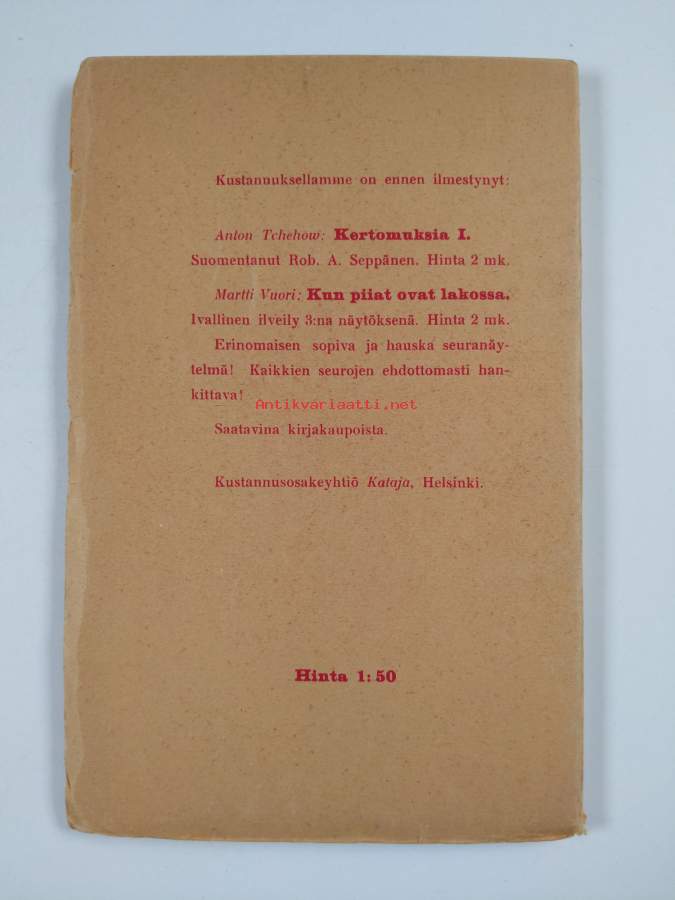 Kustannuksellamme on ennen ilmestynyt:
Anton Tchehow: Kertomuksia I.
Suomentanut Rob. A. Seppänen. Hinta 2 mk.
Martti Vuori: Kun piiat ovat lakossa.
Ivallinen ilveily 3:na näytöksenä. Hinta 2 mk.
Erinomaisen sopiva ja hauska seuranäy-
telmä! Kaikkien seurojen ehdottomasti han-
kittava!
Antikvariaatti.net
Saatavina kirjakaupoista.
Kustannusosakeyhtiö Kataja, Helsinki.
Hinta 1:50